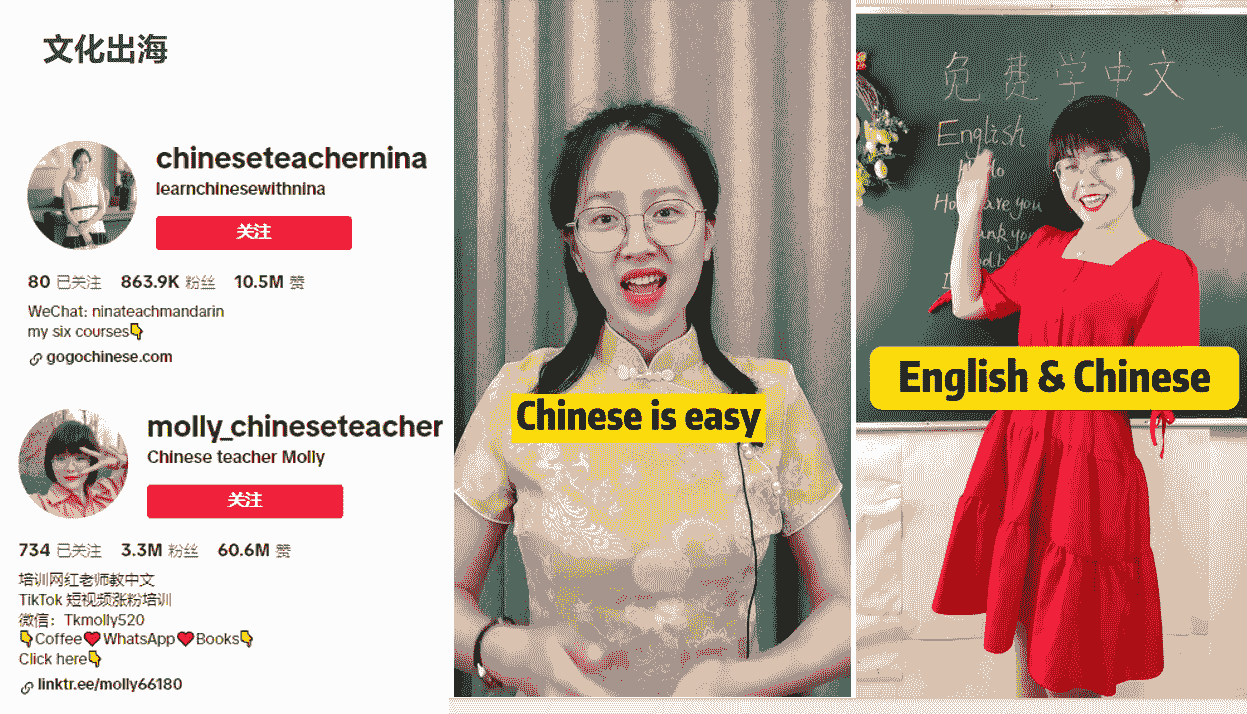 文化出海
chineseteachernina
learnchinesewithnina
关注
80 已关注 863.9K 粉丝 10.5M 赞
WeChat: ninateachmandarin
my six courses👇
gogochinese.com
molly_chineseteacher
Chinese teacher Molly
关注
734 已关注 3.3M 粉丝 60.6M 赞
培训网红老师教中文
TikTok 短视频涨粉培训
微信：Tkmolly520
👇Coffee❤️WhatsApp❤️Books👇
Click here👇
linktr.ee/molly66180
Chinese is easy
免费学中文
English
are you
English & Chinese